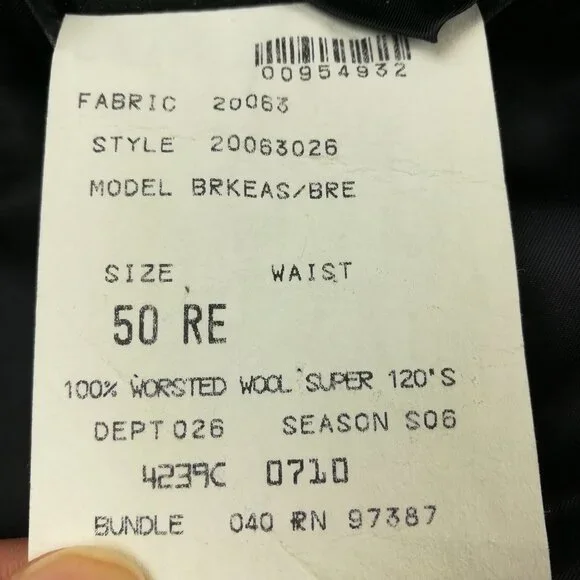 00954932
FABRIC 20063
STYLE 20063026
MODEL BRKEAS/BRE
SIZE WAIST
50 RE
100% WORSTED WOOL SUPER 120'S
DEPT 026 SEASON S06
4239C 0710
BUNDLE 040 RN 97387